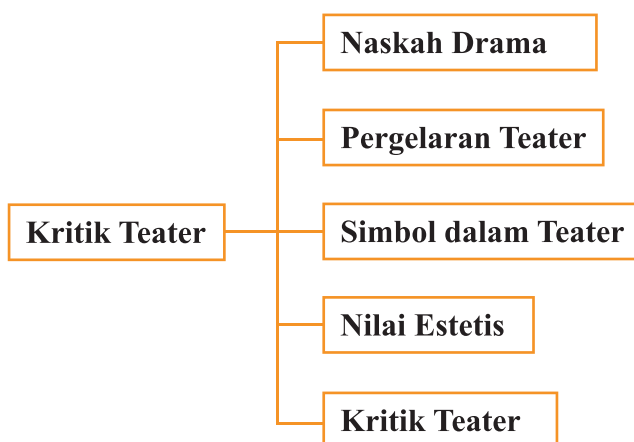 Naskah Drama
Pergelaran Teater
Kritik Teater
Simbol dalam Teater
Nilai Estetis
Kritik Teater